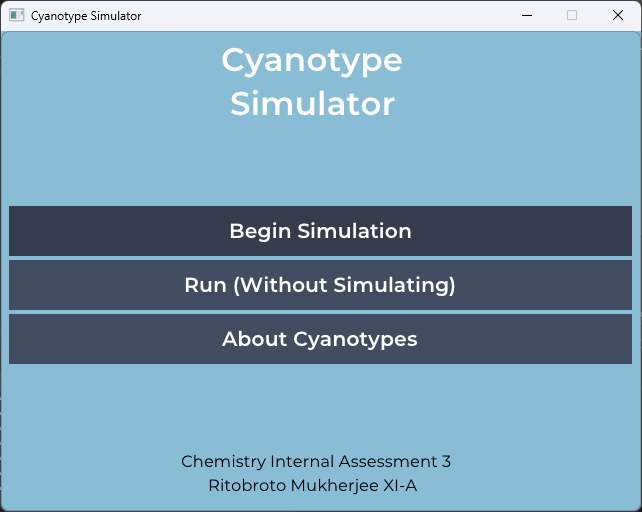 Cyanotype Simulator
Cyanotype
Simulator
Begin Simulation
Run (Without Simulating)
About Cyanotypes
Chemistry Internal Assessment 3
Ritobroto Mukherjee XI-A